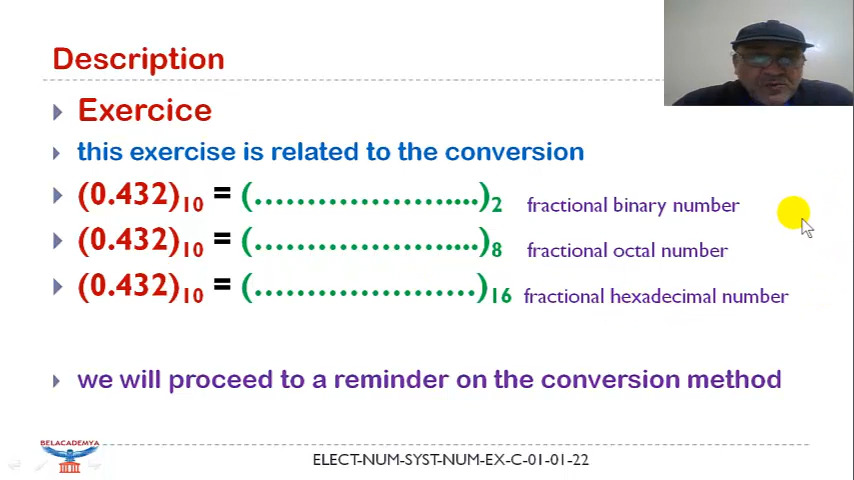 Description
Exercice
this exercise is related to the conversion
(0.432)10 = (.......................)2 fractional binary number
(0.432)10 = (.......................)8 fractional octal number
(0.432)10 = (.....................)16 fractional hexadecimal number
we will proceed to a reminder on the conversion method
BELACADEMYA
ELECT-NUM-SYST-NUM-EX-C-01-01-22